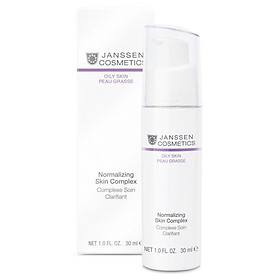 JANSSEN
COSMETICS
OILY SKIN
PEAU GRASSE
Normalizing
Skin Complex
Complexe Soin
Clarifiant
NET 1.0 FL. OZ. 30 ml ℮
JANSSEN
COSMETICS
OILY SKIN
PEAU GRASSE
Normalizing
Skin Complex
Complexe Soin
Clarifiant
NET 1.0 FL. OZ. 30 ml ℮